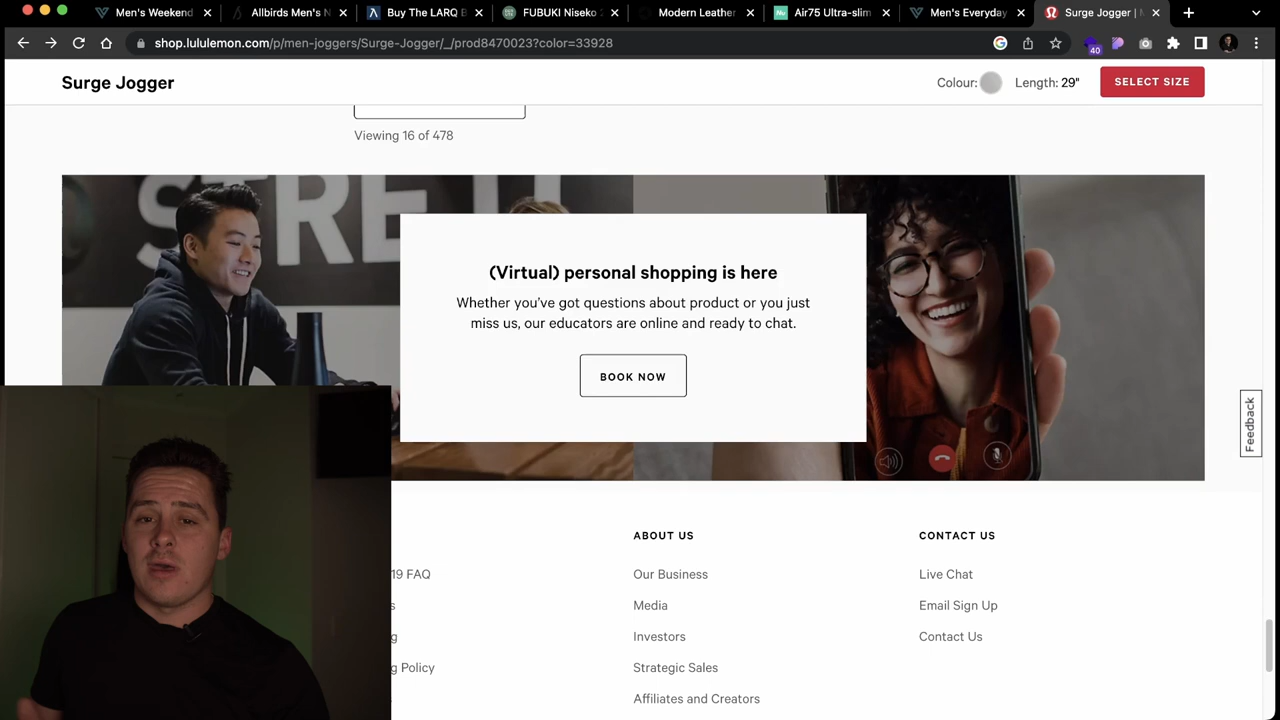 Men's Weekend
Allbirds Men's N
Buy The LARQ B
FUBUKI Niseko
Modern Leather
Air75 Ultra-slim
Men's Everyday
Surge Jogger | M
shop.lululemon.com/p/men-joggers/Surge-Jogger/_/prod8470023?color=33928
40
Surge Jogger
Colour:
Length: 29"
SELECT SIZE
Viewing 16 of 478
STRE
(Virtual) personal shopping is here
Whether you've got questions about product or you just
miss us, our educators are online and ready to chat.
BOOK NOW
Feedback
ABOUT US
CONTACT US
19 FAQ
Our Business
Live Chat
s
Media
Email Sign Up
g
Investors
Contact Us
g Policy
Strategic Sales
Affiliates and Creators